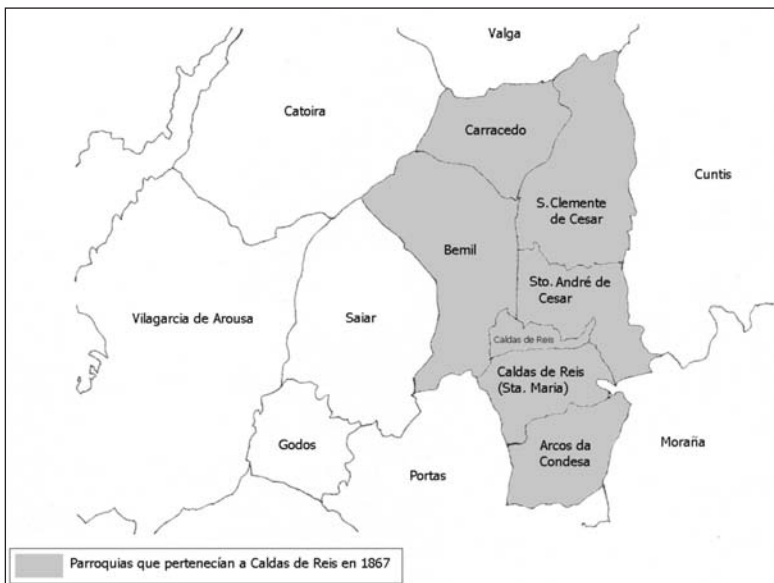 Valga
Catoira
Carracedo
Cuntis
S. Clemente
de Cesar
Bemil
Sto. André de
Cesar
Vilagarcia de Arousa
Saiar
Caldas de Reis
Caldas de Reis
(Sta. Maria)
Godos
Arcos da
Condesa
Moraña
Portas
Parroquias que pertenecían a Caldas de Reis en 1867